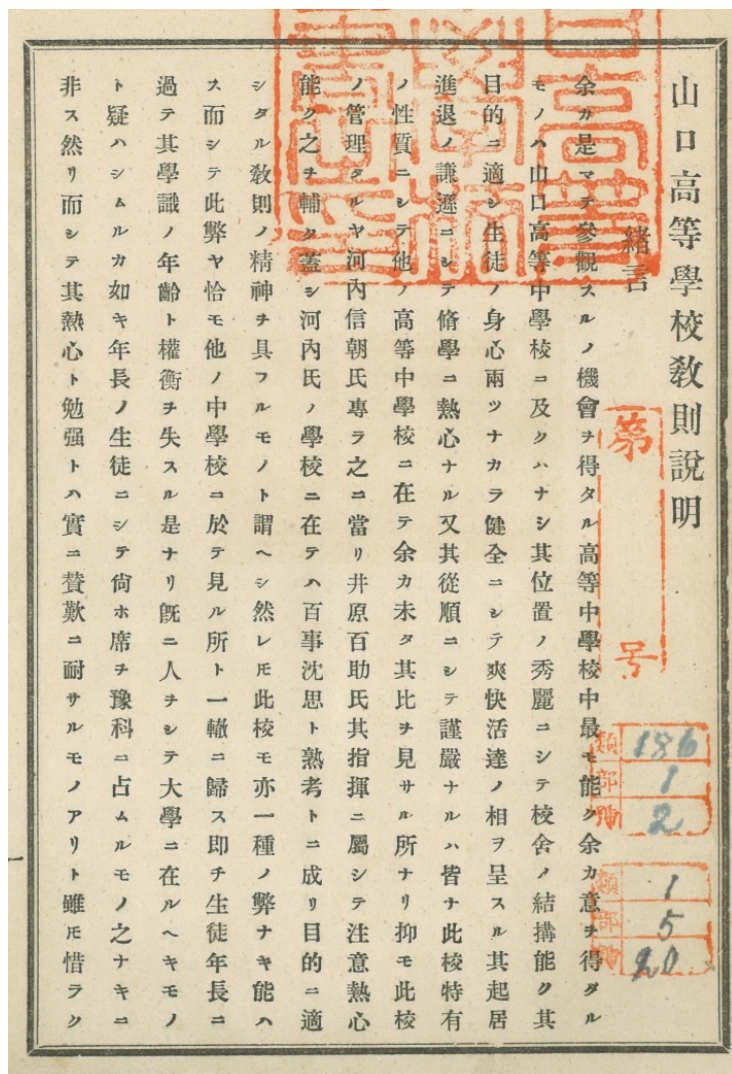 山口高等學校敎則說明
緖言
余カ是マテ參觀スルノ機會ヲ得タル高等中學校中最モ能ク余カ意ヲ得タル
モノハ山口高等中學校ニ及クハナシ其位置ノ秀麗ニシテ校舍ノ結搆能ク其
目的ニ適シ生徒ノ身心兩ツナカラ健全ニシテ爽快活達ノ相ヲ呈スル其起居
進退ノ謙遜ニシテ脩學ニ熱心ナル又其從順ニシテ謹嚴ナルハ皆ナ此校特有
ノ性質ニシテ他ノ高等中學校ニ在テ余カ未タ其比ヲ見サル所ナリ抑モ此校
ノ管理タルヤ河內信朝氏專ラ之ニ當リ井原百助氏其指揮ニ屬シテ注意熱心
能ク之ヲ輔ク蓋シ河內氏ノ學校ニ在テハ百事沈思ト熟考トニ成リ目的ニ適
シタル敎則ノ精神ヲ具フルモノト謂ヘシ然レ𪜈此校モ亦一種ノ弊ナキ能ハ
ス而シテ此弊ヤ恰モ他ノ中學校ニ於テ見ル所ト一轍ニ歸ス卽チ生徒年長ニ
過テ其學識ノ年齡ト權衡ヲ失スル是ナリ旣ニ人ヲシテ大學ニ在ルヘキモノ
ト疑ハシムルカ如キ年長ノ生徒ニシテ尙ホ席ヲ豫科ニ占ムルモノ之ナキニ
非ス然リ而シテ其熱心ト勉强トハ實ニ賛歎ニ耐サルモノアリト雖𪜈惜ラク
一
第
号
類 186
部 1
號 2
類 1
部 5
號 20